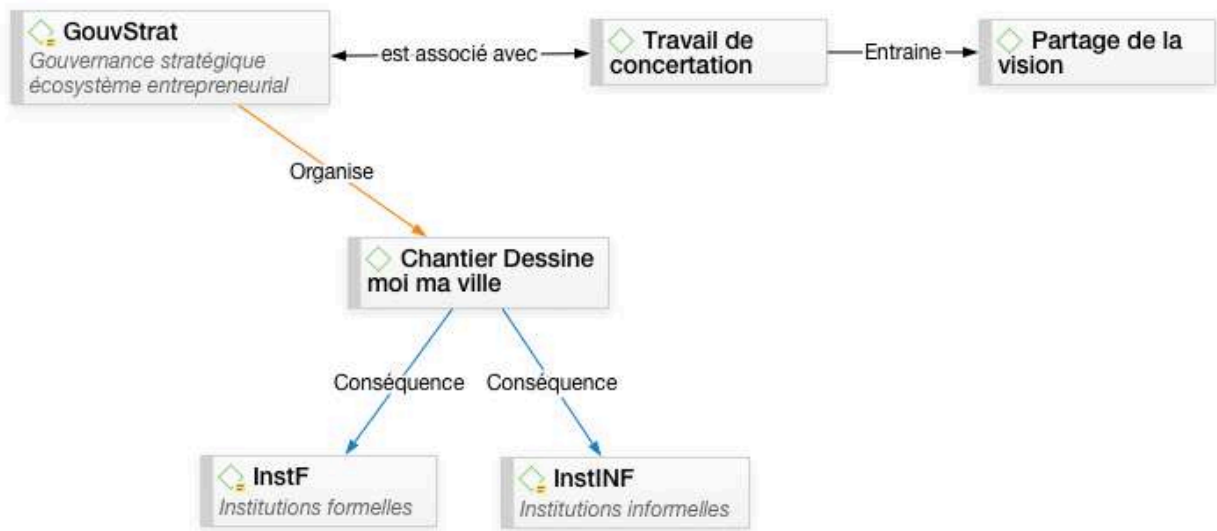 GouvStrat
Gouvernance stratégique
écosystème entrepreneurial
est associé avec
Travail de
concertation
Entraine
Partage de la
vision
Organise
Chantier Dessine
moi ma ville
Conséquence
Conséquence
InstF
Institutions formelles
InstINF
Institutions informelles